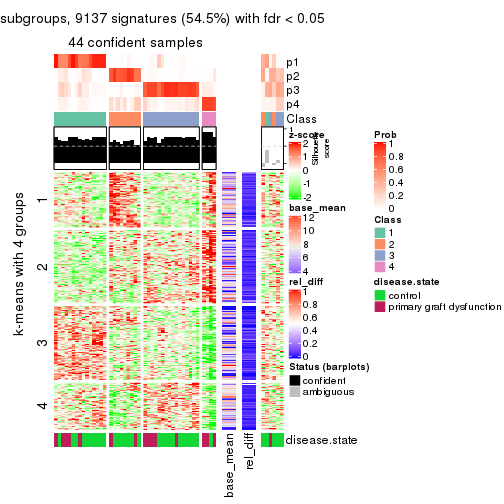 subgroups, 9137 signatures (54.5%) with fdr < 0.05
44 confident samples
p1
p2
p3
p4
Class
1
Silhouette
score
k-means with 4 groups
1
2
3
4
base_mean
rel_diff
disease.state
z-score
2
1
0
-1
-2
base_mean
12
10
8
6
4
rel_diff
1
0.8
0.6
0.4
0.2
0
Status (barplots)
confident
ambiguous
Prob
1
0.8
0.6
0.4
0.2
0
Class
1
2
3
4
disease.state
control
primary graft dysfunction